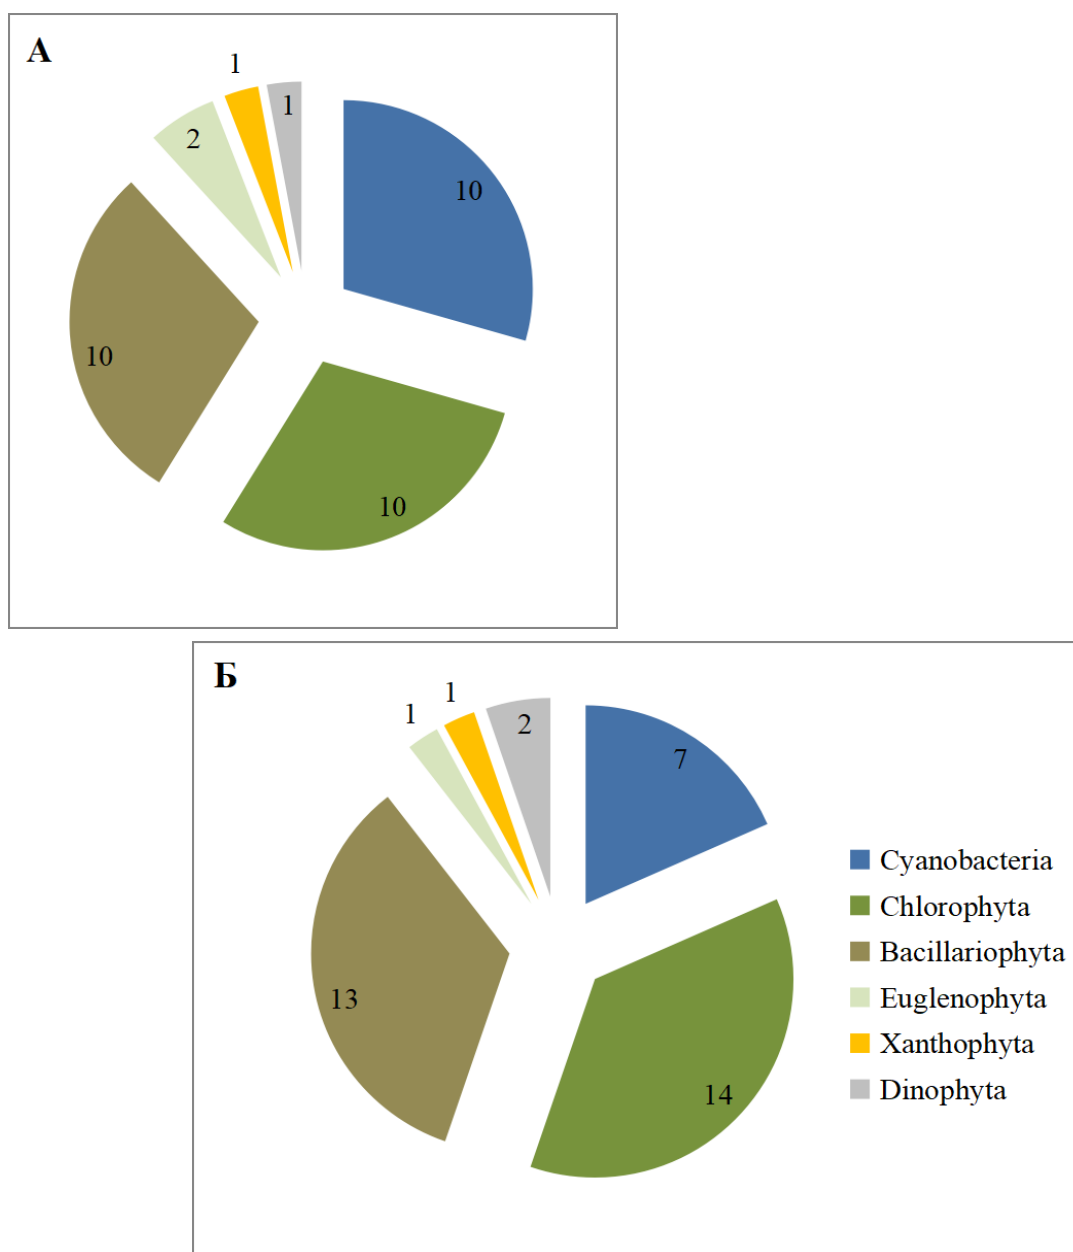 А
1
1
2
10
10
10
Б
1
1
2
7
13
14
Cyanobacteria
Chlorophyta
Bacillariophyta
Euglenophyta
Xanthophyta
Dinophyta